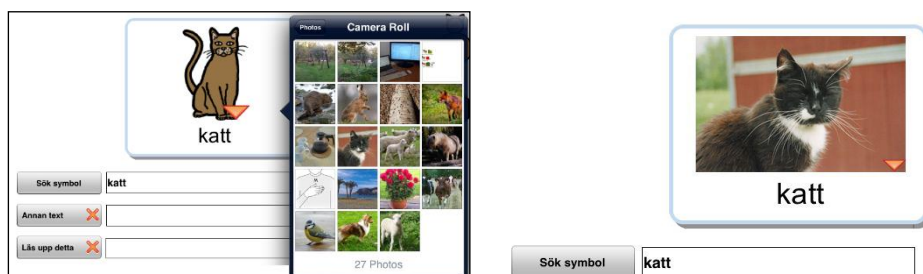 Photos Camera Roll
katt
Sök symbol katt
Annan text
Läs upp detta
27 Photos
katt
Sök symbol katt